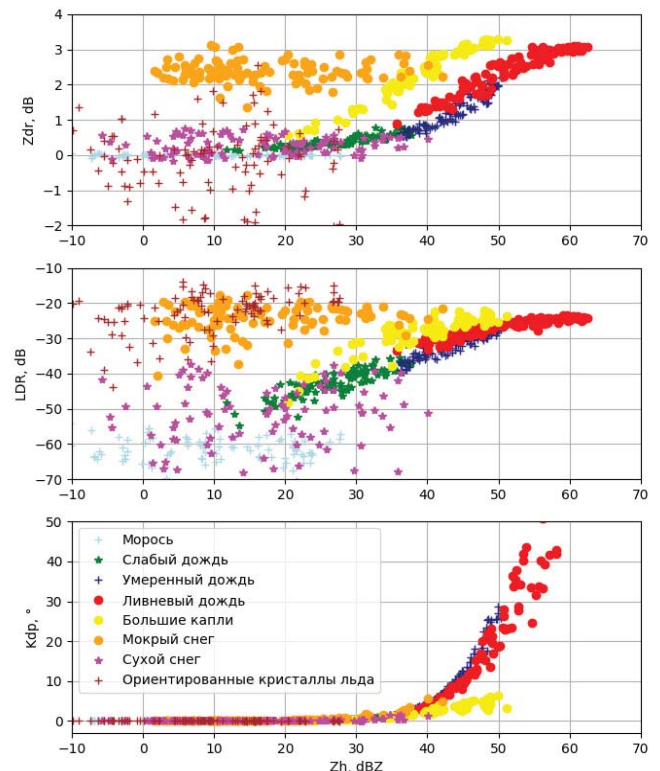 4
3
2
1
0
-1
-2
Zdr, dB
-10 0 10 20 30 40 50 60 70
-10
-20
-30
-40
-50
-60
-70
LDR, dB
-10 0 10 20 30 40 50 60 70
50
40
30
20
10
0
Kdp, °
Морось
Слабый дождь
Умеренный дождь
Ливневый дождь
Большие капли
Мокрый снег
Сухой снег
Ориентированные кристаллы льда
-10 0 10 20 30 40 50 60 70
Zh, dBZ